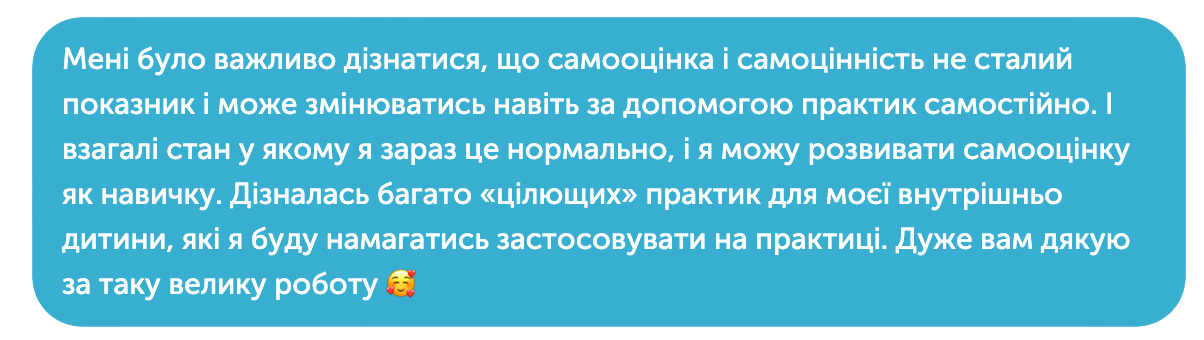 Мені було важливо дізнатися, що самооцінка і самоцінність не сталий
показник і може змінюватись навіть за допомогою практик самостійно. І
взагалі стан у якому я зараз це нормально, і я можу розвивати самооцінку
як навичку. Дізналась багато «цілющих» практик для моєї внутрішньо
дитини, які я буду намагатись застосовувати на практиці. Дуже вам дякую
за таку велику роботу 🥰